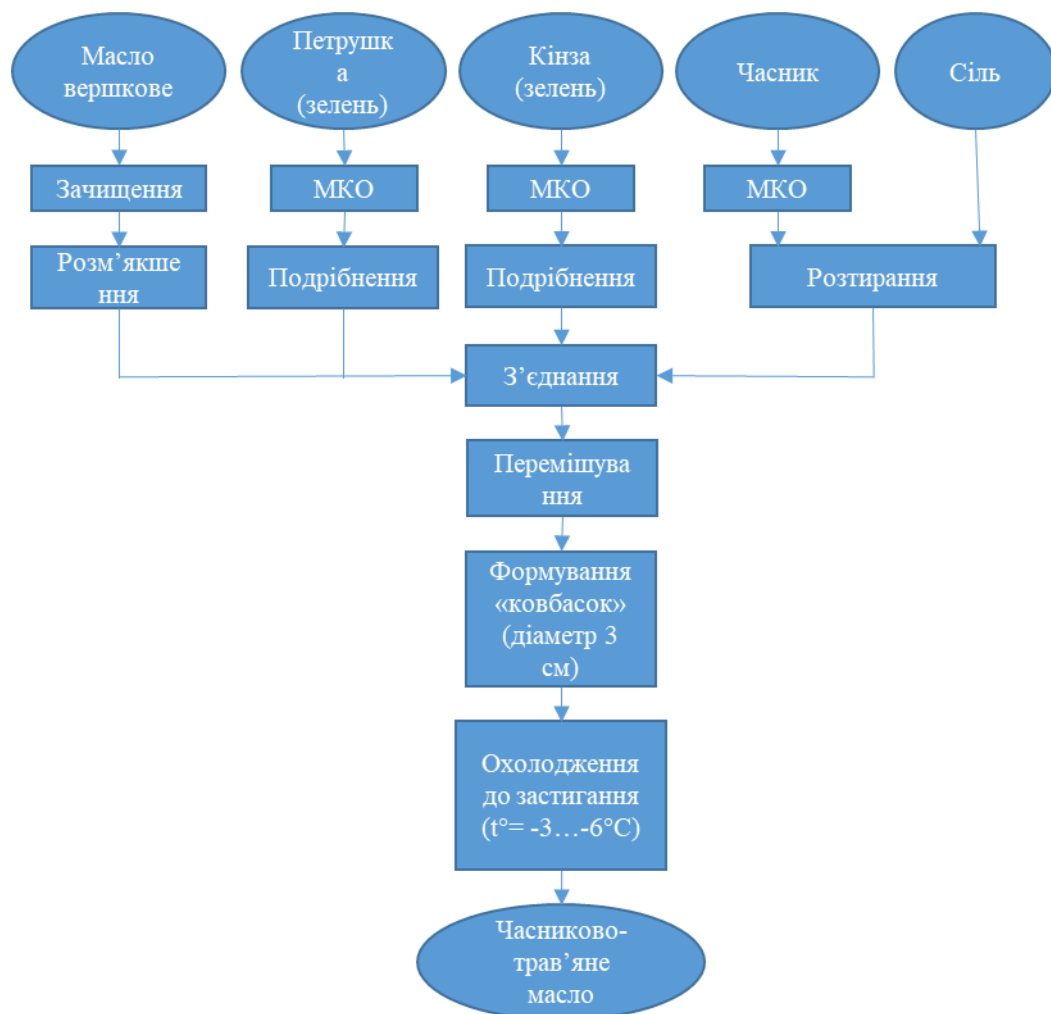 Масло
вершкове
Петрушк
а
(зелень)
Кінза
(зелень)
Часник
Сіль
Зачищення
МКО
МКО
МКО
Розм’якше
ння
Подрібнення
Подрібнення
Розтирання
З’єднання
Перемішува
ння
Формування
«ковбасок»
(діаметр 3
см)
Охолодження
до застигання
(t°= -3…-6°С)
Часниково-
трав’яне
масло